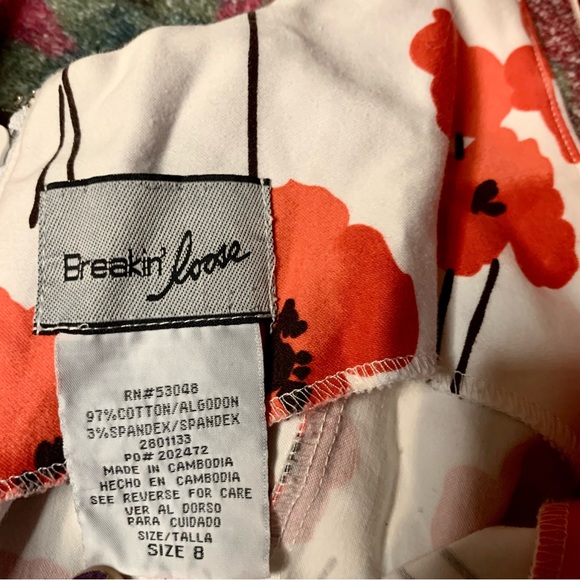 Breakin' loose
RN#53048
97%COTTON/ALGODON
3%SPANDEX/SPANDEX
2801133
PO#202472
MADE IN CAMBODIA
HECHO EN CAMBODIA
SEE REVERSE FOR CARE
VER AL DORSO
PARA CUIDADO
SIZE/TALLA
SIZE 8